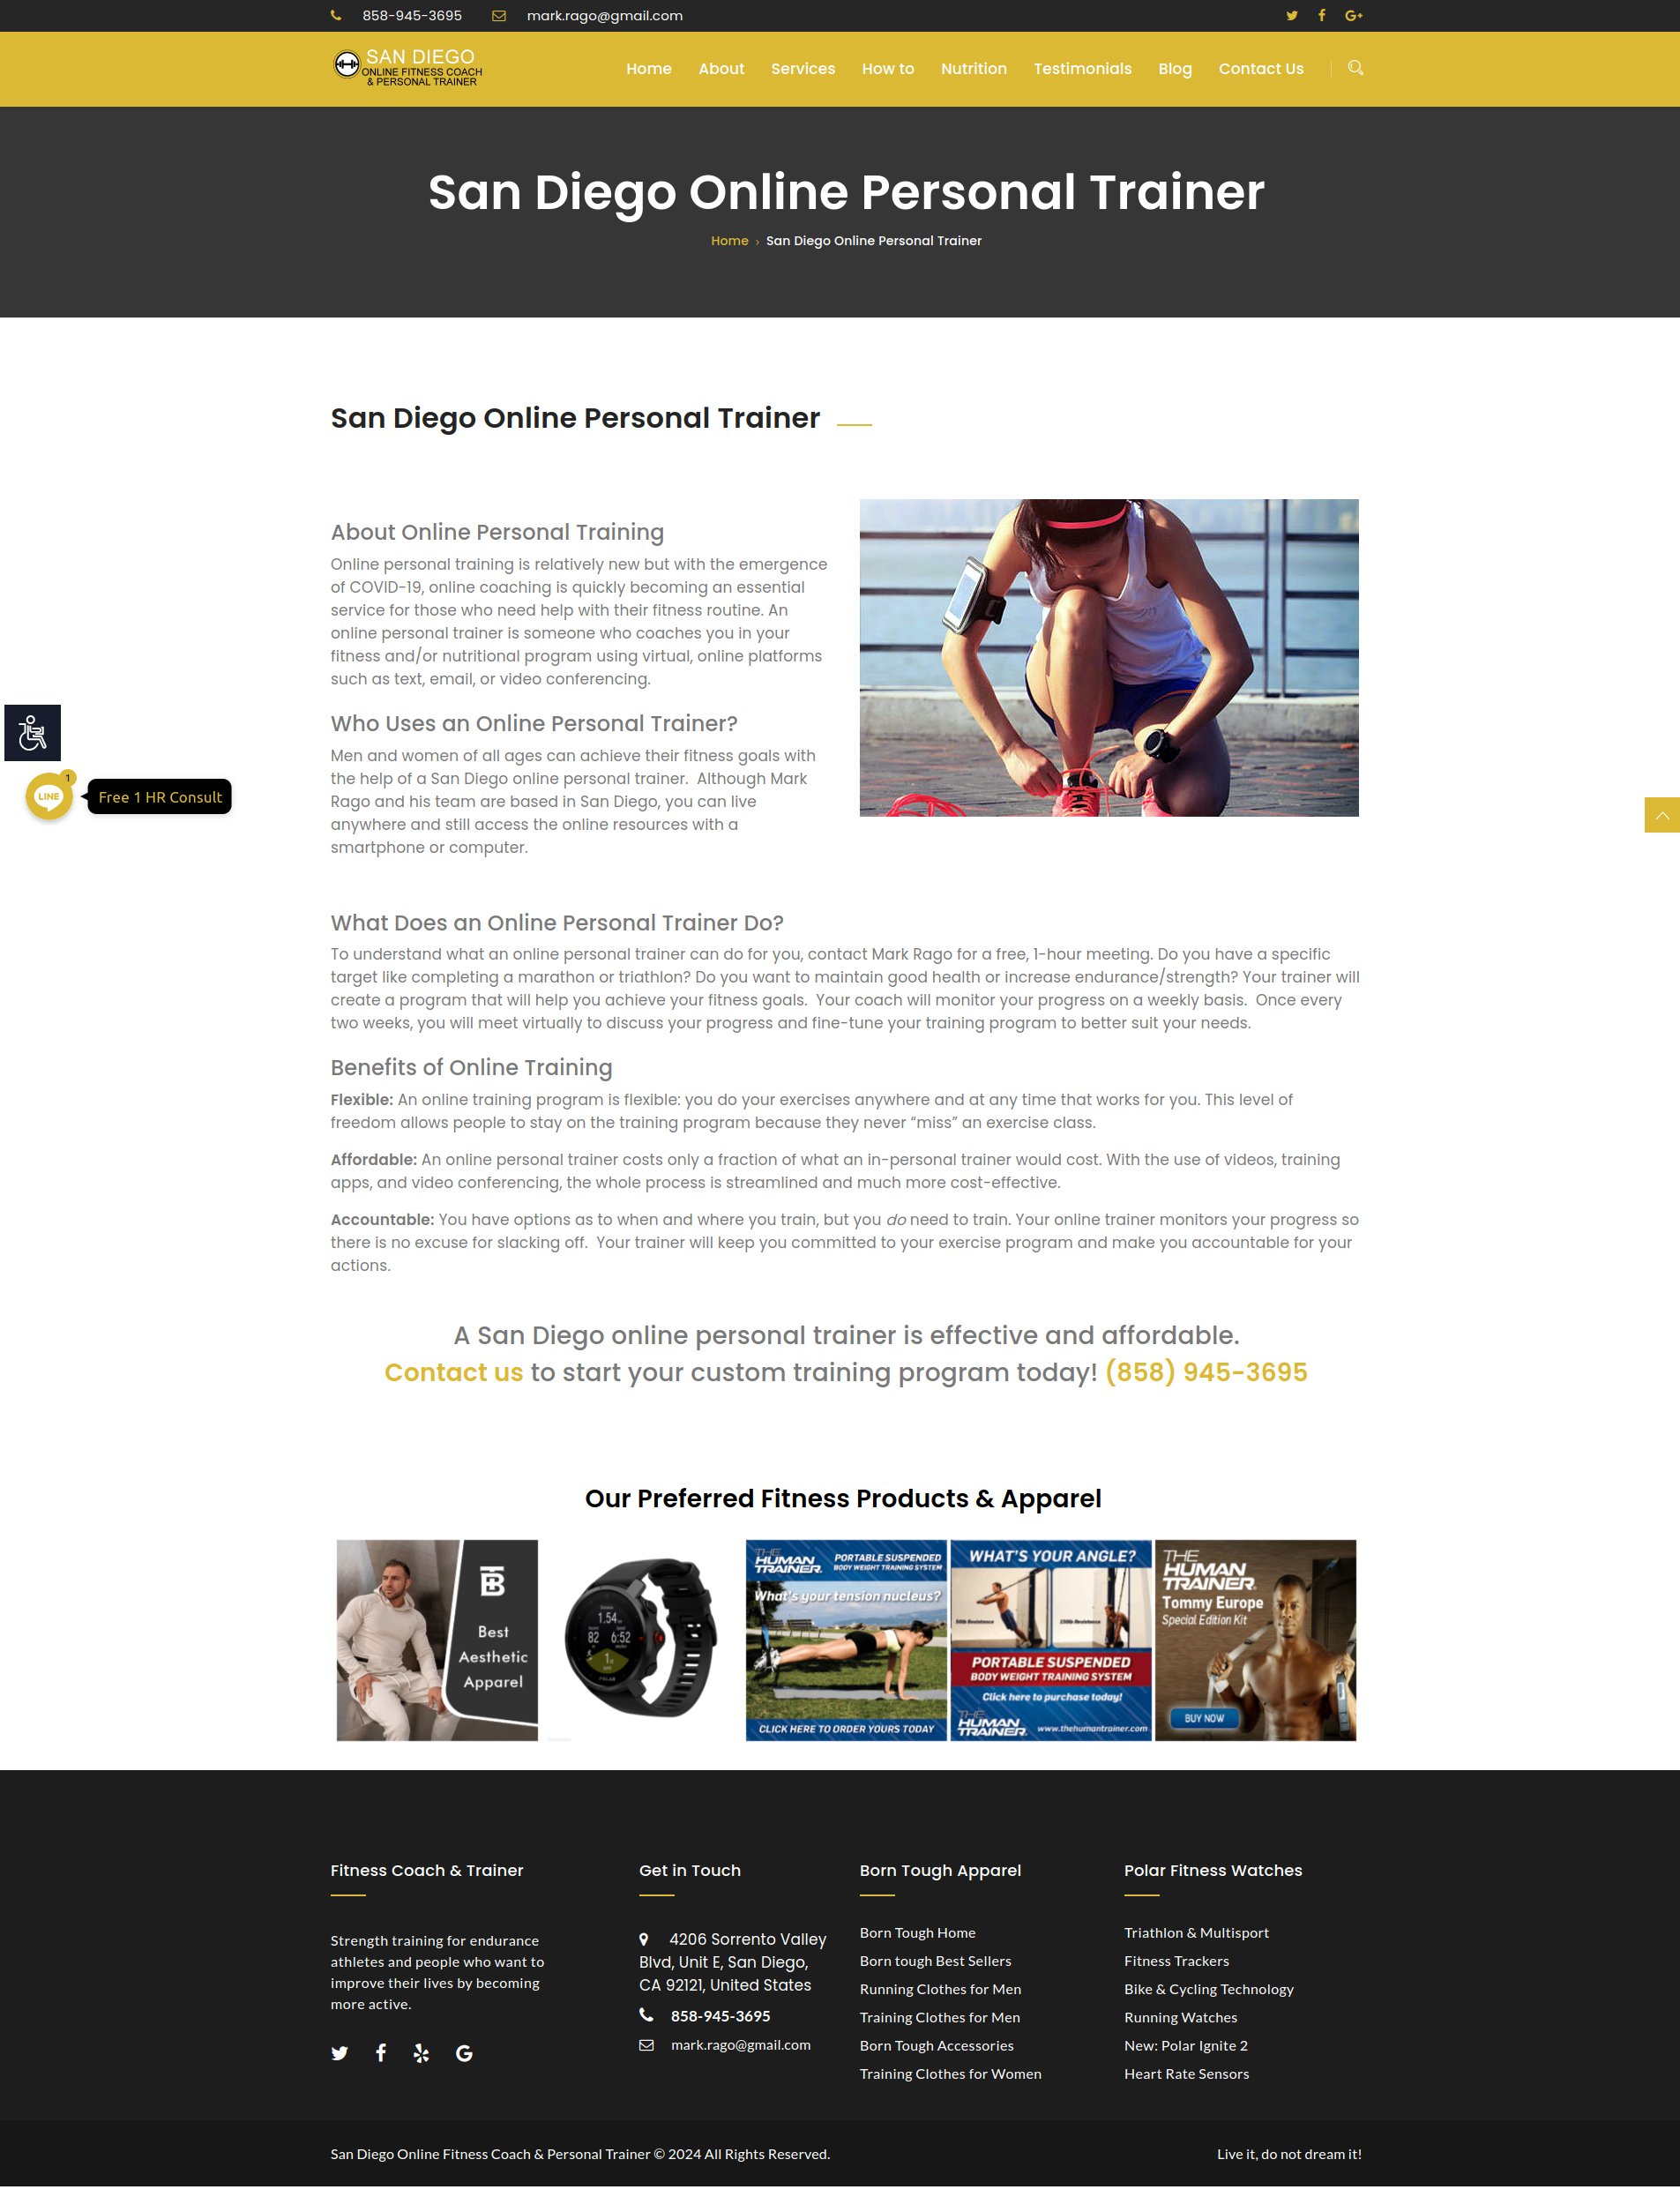 858-945-3695 mark.rago@gmail.com
SAN DIEGO
ONLINE FITNESS COACH
& PERSONAL TRAINER
Home About Services How to Nutrition Testimonials Blog Contact Us
San Diego Online Personal Trainer
Home › San Diego Online Personal Trainer
San Diego Online Personal Trainer
About Online Personal Training
Online personal training is relatively new but with the emergence
of COVID-19, online coaching is quickly becoming an essential
service for those who need help with their fitness routine. An
online personal trainer is someone who coaches you in your
fitness and/or nutritional program using virtual, online platforms
such as text, email, or video conferencing.
Who Uses an Online Personal Trainer?
Men and women of all ages can achieve their fitness goals with
the help of a San Diego online personal trainer.  Although Mark
Rago and his team are based in San Diego, you can live
anywhere and still access the online resources with a
smartphone or computer.
LINE
1
Free 1 HR Consult
What Does an Online Personal Trainer Do?
To understand what an online personal trainer can do for you, contact Mark Rago for a free, 1-hour meeting. Do you have a specific
target like completing a marathon or triathlon? Do you want to maintain good health or increase endurance/strength? Your trainer will
create a program that will help you achieve your fitness goals.  Your coach will monitor your progress on a weekly basis.  Once every
two weeks, you will meet virtually to discuss your progress and fine-tune your training program to better suit your needs.
Benefits of Online Training
Flexible: An online training program is flexible: you do your exercises anywhere and at any time that works for you. This level of
freedom allows people to stay on the training program because they never “miss” an exercise class.
Affordable: An online personal trainer costs only a fraction of what an in-personal trainer would cost. With the use of videos, training
apps, and video conferencing, the whole process is streamlined and much more cost-effective.
Accountable: You have options as to when and where you train, but you do need to train. Your online trainer monitors your progress so
there is no excuse for slacking off.  Your trainer will keep you committed to your exercise program and make you accountable for your
actions.
A San Diego online personal trainer is effective and affordable.
Contact us to start your custom training program today! (858) 945-3695
Our Preferred Fitness Products & Apparel
Best
Aesthetic
Apparel
1.54
82 6:52
POLAR
THE HUMAN TRAINER.
PORTABLE SUSPENDED
BODY WEIGHT TRAINING SYSTEM
What's your tension nucleus?
CLICK HERE TO ORDER YOURS TODAY
WHAT'S YOUR ANGLE?
PORTABLE SUSPENDED
BODY WEIGHT TRAINING SYSTEM
Click here to purchase today!
THE HUMAN TRAINER. www.thehumantrainer.com
THE
HUMAN
TRAINER.
Tommy Europe
Special Edition Kit
BUY NOW
Fitness Coach & Trainer
Strength training for endurance
athletes and people who want to
improve their lives by becoming
more active.
Get in Touch
4206 Sorrento Valley
Blvd, Unit E, San Diego,
CA 92121, United States
858-945-3695
mark.rago@gmail.com
Born Tough Apparel
Born Tough Home
Born tough Best Sellers
Running Clothes for Men
Training Clothes for Men
Born Tough Accessories
Training Clothes for Women
Polar Fitness Watches
Triathlon & Multisport
Fitness Trackers
Bike & Cycling Technology
Running Watches
New: Polar Ignite 2
Heart Rate Sensors
San Diego Online Fitness Coach & Personal Trainer © 2024 All Rights Reserved.
Live it, do not dream it!